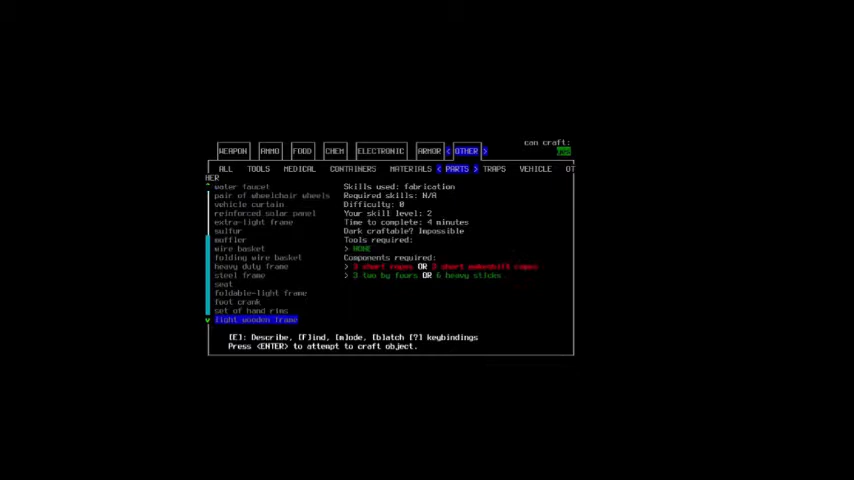 can craft:
WEAPON AMMO FOOD CHEM ELECTRONIC ARMOR < OTHER >
ALL TOOLS MEDICAL CONTAINERS MATERIALS < PARTS > TRAPS VEHICLE OT
HER
^ water faucet Skills used: fabrication
pair of wheelchair wheels Required skills: N/A
vehicle curtain Difficulty: 0
reinforced solar panel Your skill level: 2
extra-light frame Time to complete: 4 minutes
sulfur Dark craftable? Impossible
muffler Tools required:
wire basket > NONE
folding wire basket Components required:
heavy duty frame > short ropes OR short makeshift ropes
steel frame > 3 two by fours OR 6 heavy sticks
seat
foldable-light frame
foot crank
set of hand rims
v light wooden frame
[E]: Describe, [F]ind, [m]ode, [b]atch [?] keybindings
Press <ENTER> to attempt to craft object.